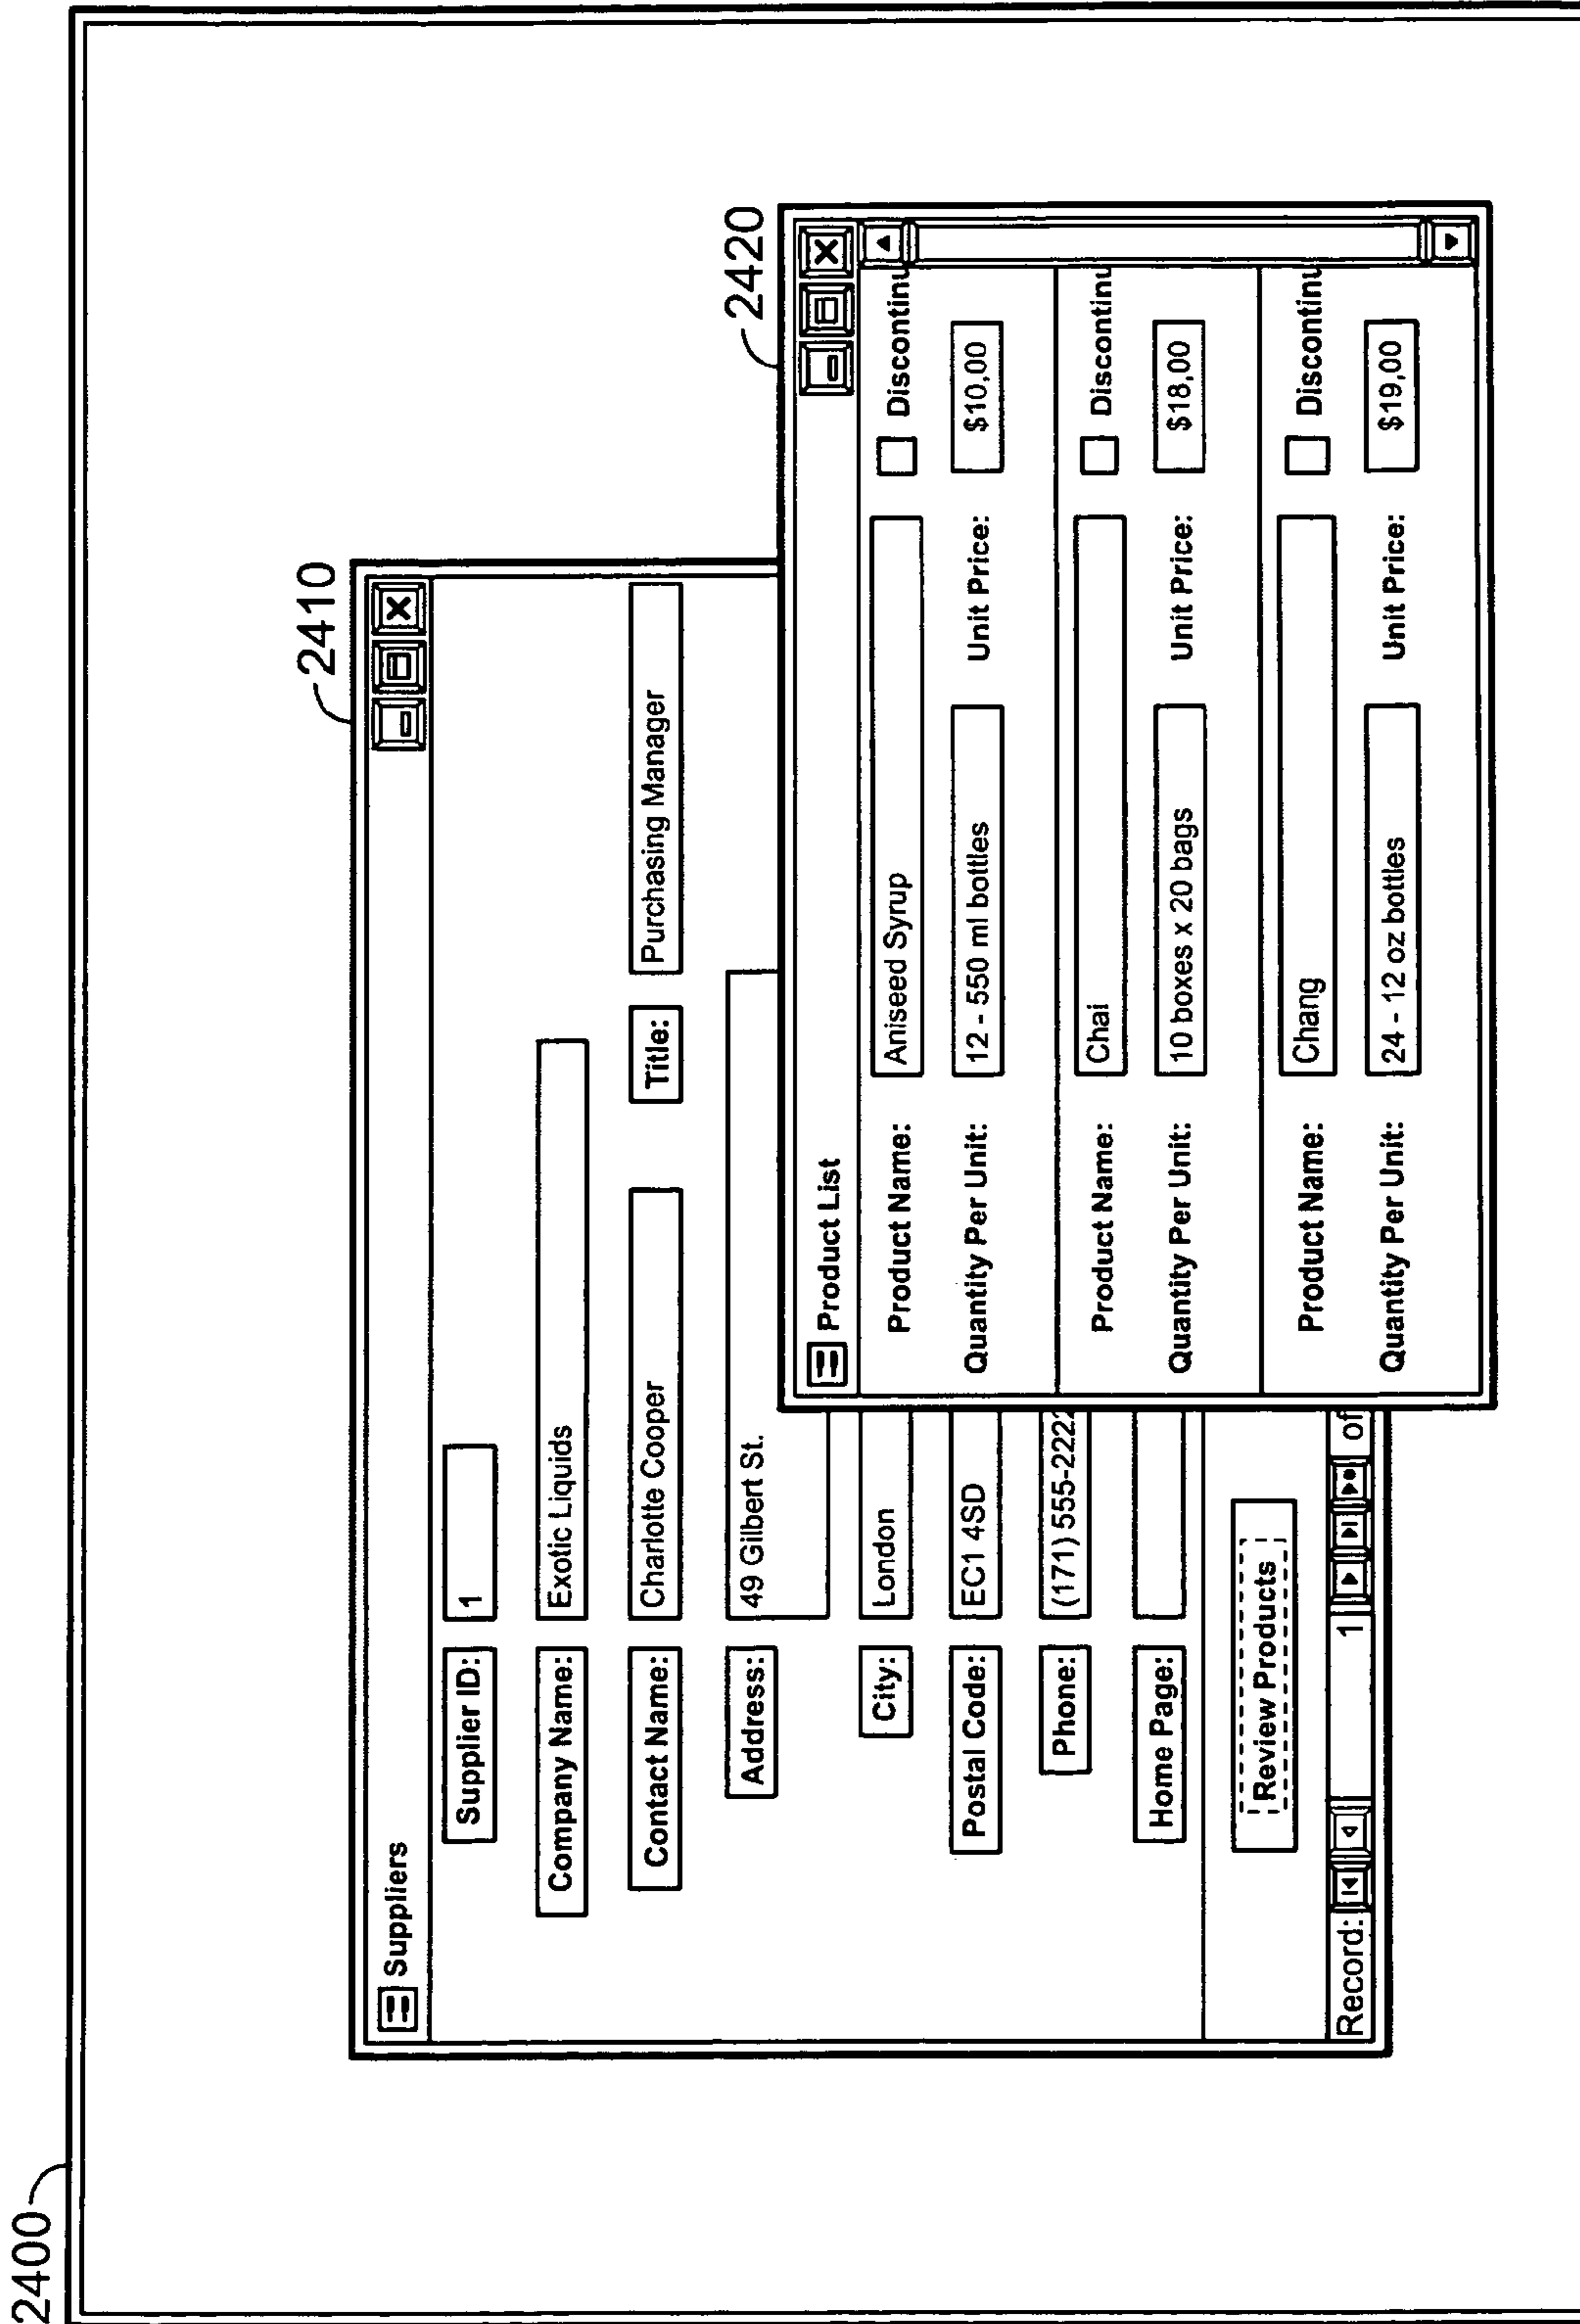 2400
2410
Suppliers
Supplier ID: 1
Company Name: Exotic Liquids
Contact Name: Charlotte Cooper Title: Purchasing Manager
Address: 49 Gilbert St.
City: London
Postal Code: EC1 4SD
Phone: (171) 555-2222
Home Page:
Review Products
Record: 1 of
2420
Product List
Product Name: Aniseed Syrup Discontinu
Quantity Per Unit: 12 - 550 ml bottles Unit Price: $10,00
Product Name: Chai Discontinu
Quantity Per Unit: 10 boxes x 20 bags Unit Price: $18,00
Product Name: Chang Discontinu
Quantity Per Unit: 24 - 12 oz bottles Unit Price: $19,00